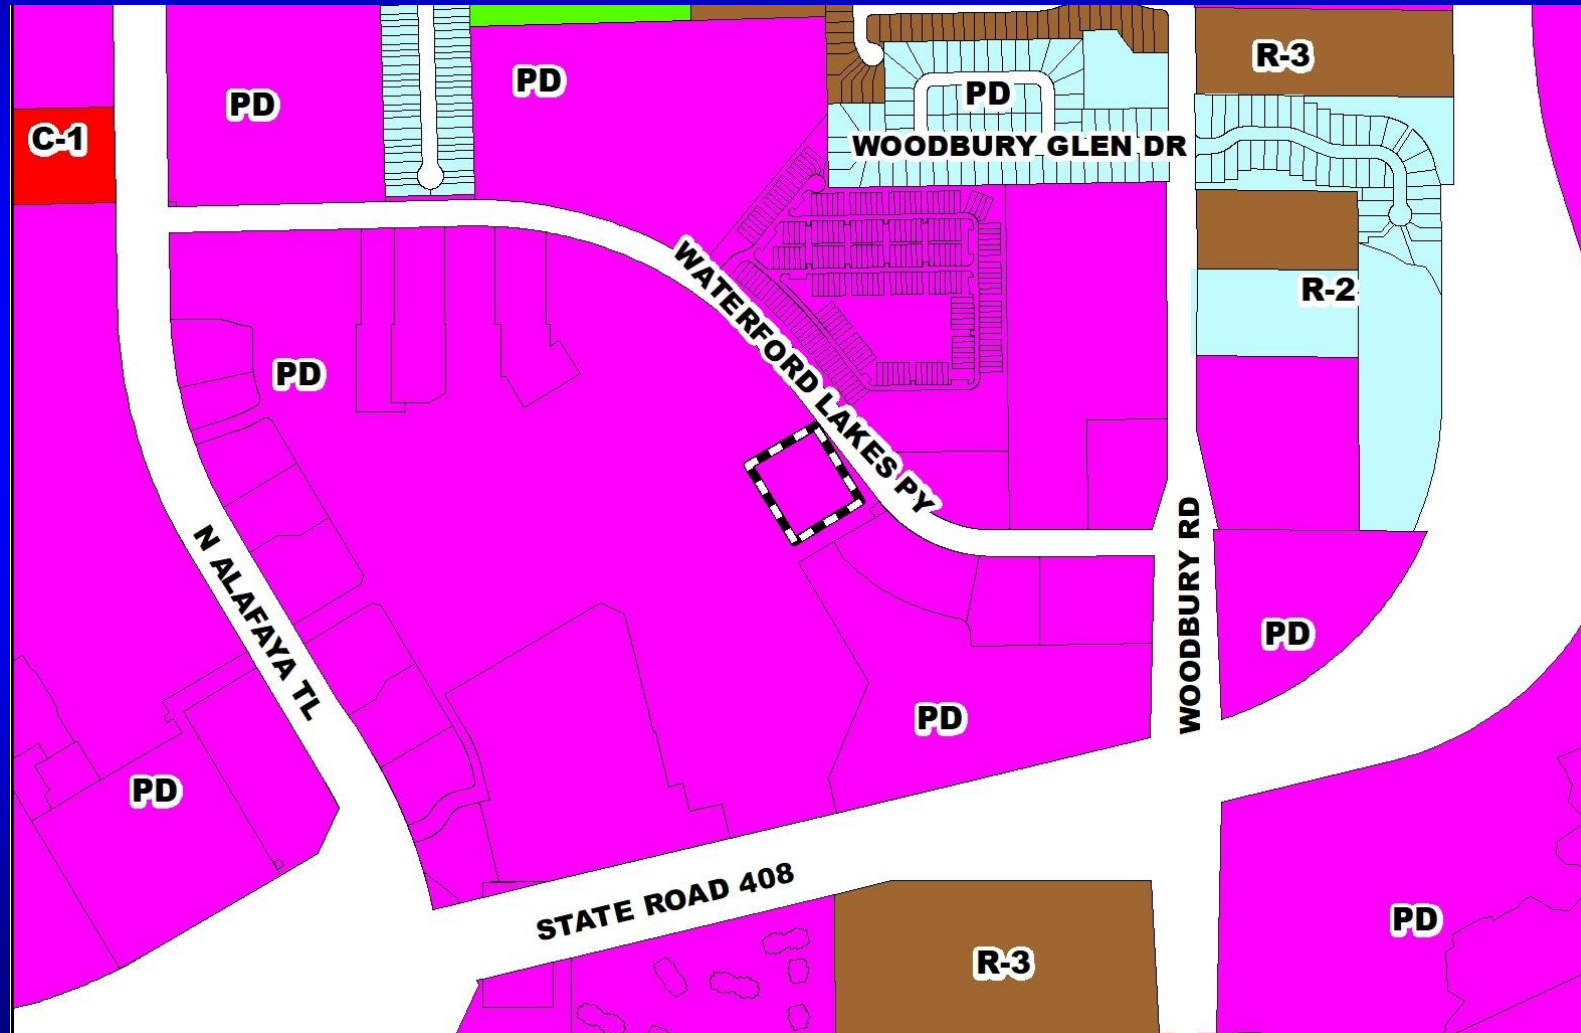 R-3
PD
PD
PD
C-1
WOODBURY GLEN DR
R-2
WATERFORD LAKES PY
PD
N ALAFAYA TL
WOODBURY RD
PD
PD
PD
STATE ROAD 408
PD
R-3